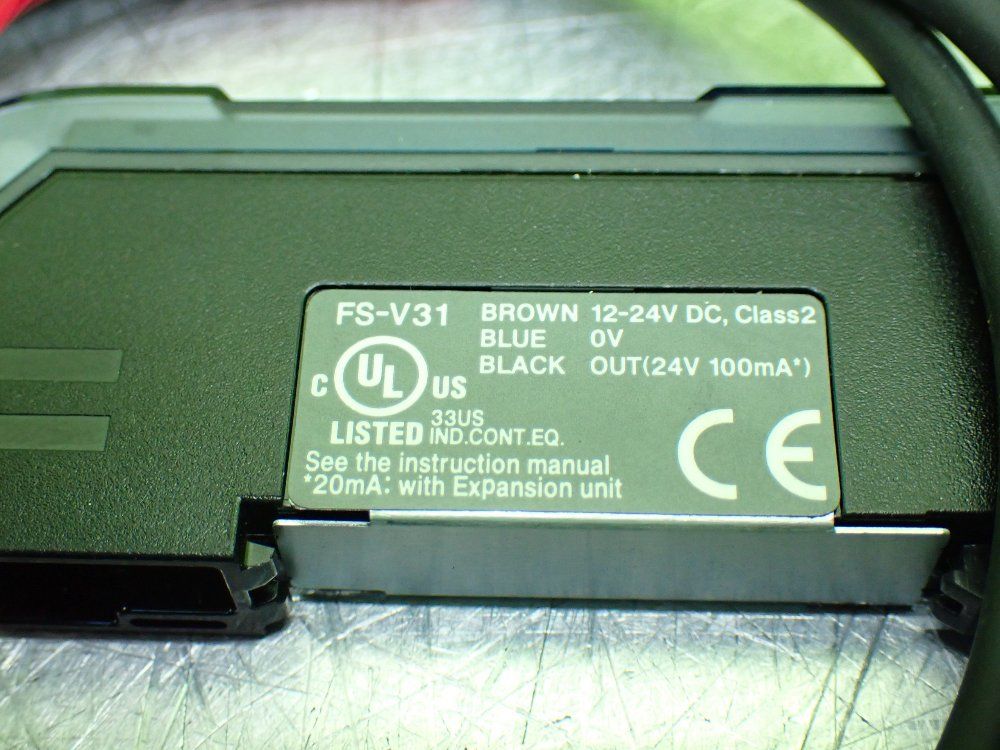 FS-V31
BROWN 12-24V DC, Class2
BLUE 0V
BLACK OUT(24V 100mA*)
C UL US
LISTED 33US
IND.CONT.EQ.
CE
See the instruction manual
*20mA: with Expansion unit